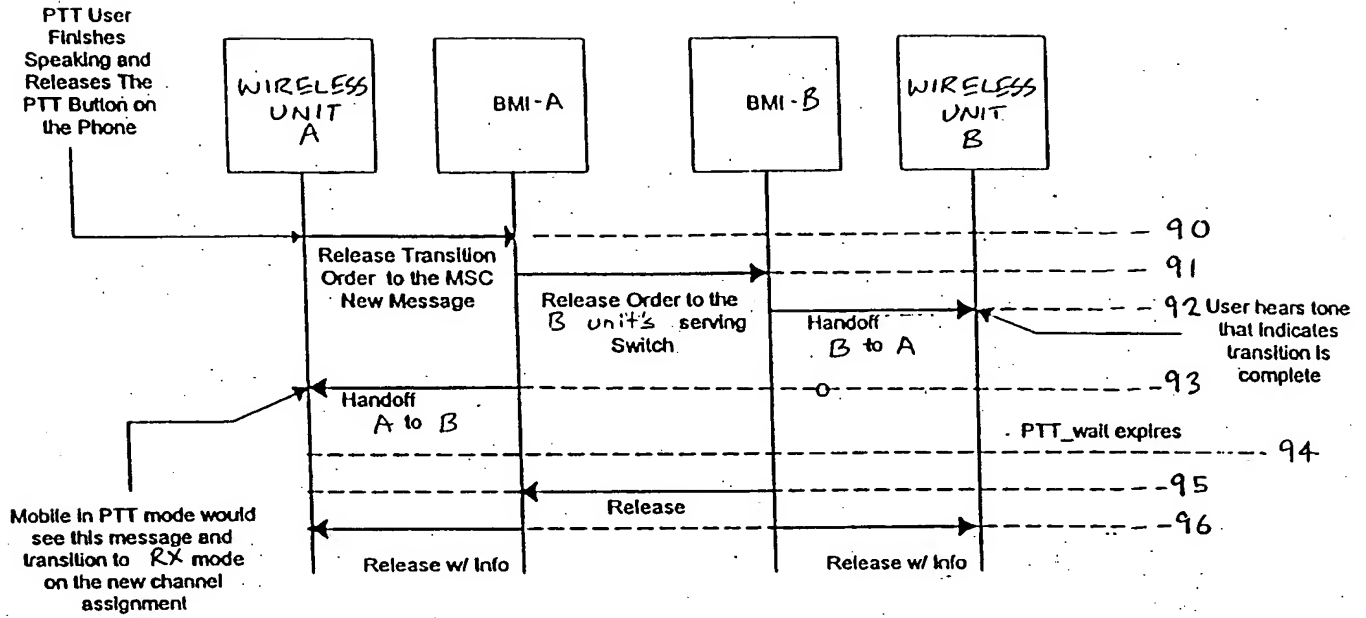 PTT User
Finishes
Speaking and
Releases The
PTT Button on
the Phone
WIRELESS
UNIT
A
BMI-A
BMI-B
WIRELESS
UNIT
B
90
Release Transition
Order to the MSC
New Message
91
Release Order to the
B unit's serving
Switch
92
Handoff
B to A
User hears tone
that Indicates
transition is
complete
93
Handoff
A to B
PTT_wait expires
94
95
Release
96
Mobile in PTT mode would
see this message and
transition to RX mode
on the new channel
assignment
Release w/ Info
Release w/ Info